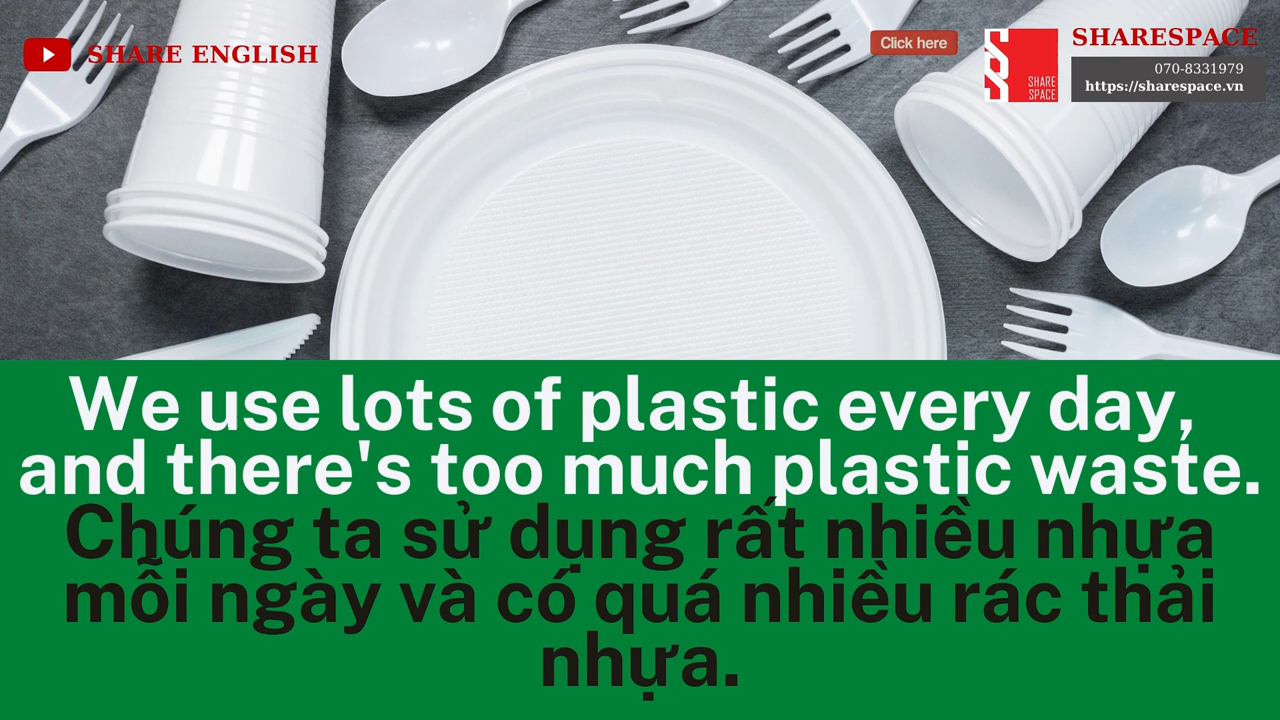 SHARE ENGLISH
Click here
SHARE
SPACE
SHARESPACE
070-8331979
https://sharespace.vn
We use lots of plastic every day,
and there's too much plastic waste.
Chúng ta sử dụng rất nhiều nhựa
mỗi ngày và có quá nhiều rác thải
nhựa.